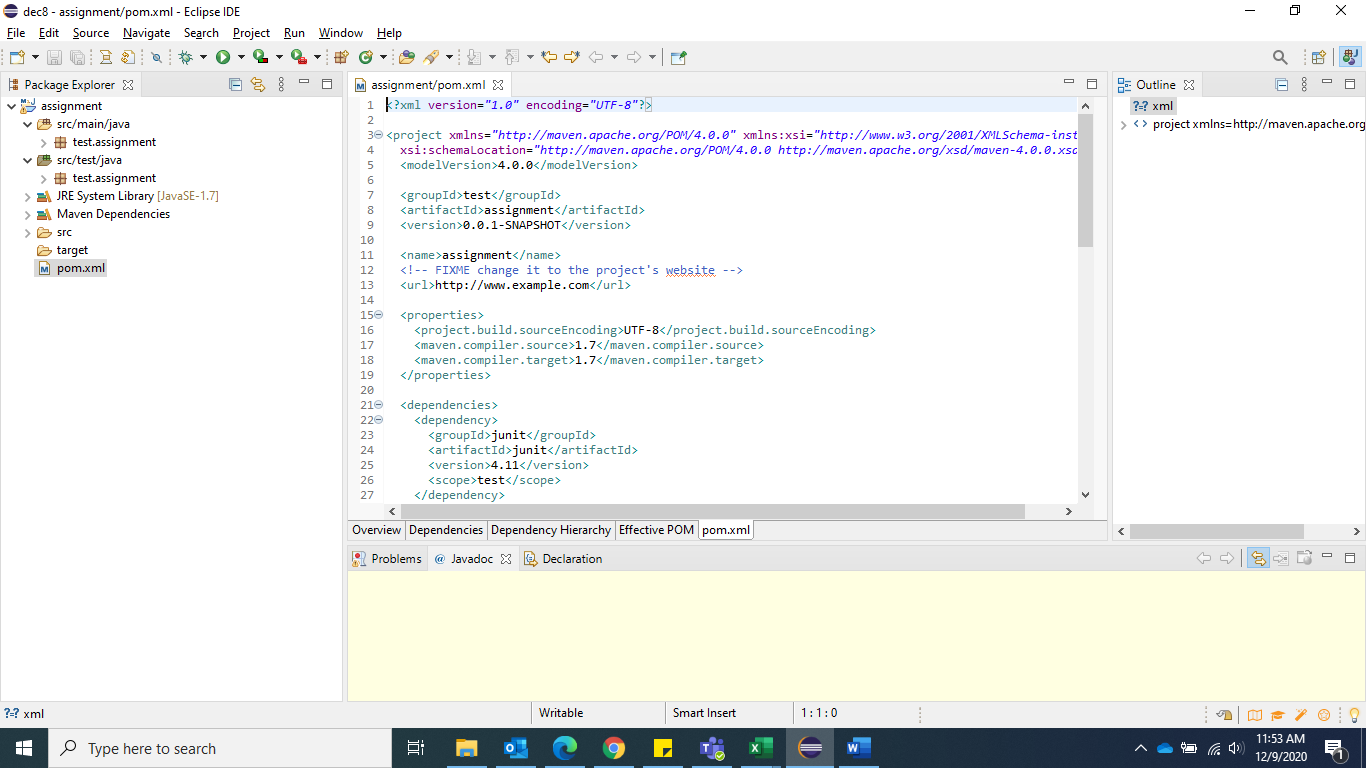 dec8 - assignment/pom.xml - Eclipse IDE
File Edit Source Navigate Search Project Run Window Help
Package Explorer
assignment
src/main/java
test.assignment
src/test/java
test.assignment
JRE System Library [JavaSE-1.7]
Maven Dependencies
src
target
pom.xml
assignment/pom.xml
1 <?xml version="1.0" encoding="UTF-8"?>
2
3 <project xmlns="http://maven.apache.org/POM/4.0.0" xmlns:xsi="http://www.w3.org/2001/XMLSchema-inst
4 xsi:schemaLocation="http://maven.apache.org/POM/4.0.0 http://maven.apache.org/xsd/maven-4.0.0.xsd
5 <modelVersion>4.0.0</modelVersion>
6
7 <groupId>test</groupId>
8 <artifactId>assignment</artifactId>
9 <version>0.0.1-SNAPSHOT</version>
10
11 <name>assignment</name>
12 <!-- FIXME change it to the project's website -->
13 <url>http://www.example.com</url>
14
15 <properties>
16 <project.build.sourceEncoding>UTF-8</project.build.sourceEncoding>
17 <maven.compiler.source>1.7</maven.compiler.source>
18 <maven.compiler.target>1.7</maven.compiler.target>
19 </properties>
20
21 <dependencies>
22 <dependency>
23 <groupId>junit</groupId>
24 <artifactId>junit</artifactId>
25 <version>4.11</version>
26 <scope>test</scope>
27 </dependency>
Overview Dependencies Dependency Hierarchy Effective POM pom.xml
Outline
?-? xml
<> project xmlns=http://maven.apache.org
Problems @ Javadoc Declaration
?-? xml Writable Smart Insert 1 : 1 : 0
Type here to search
11:53 AM
12/9/2020
1